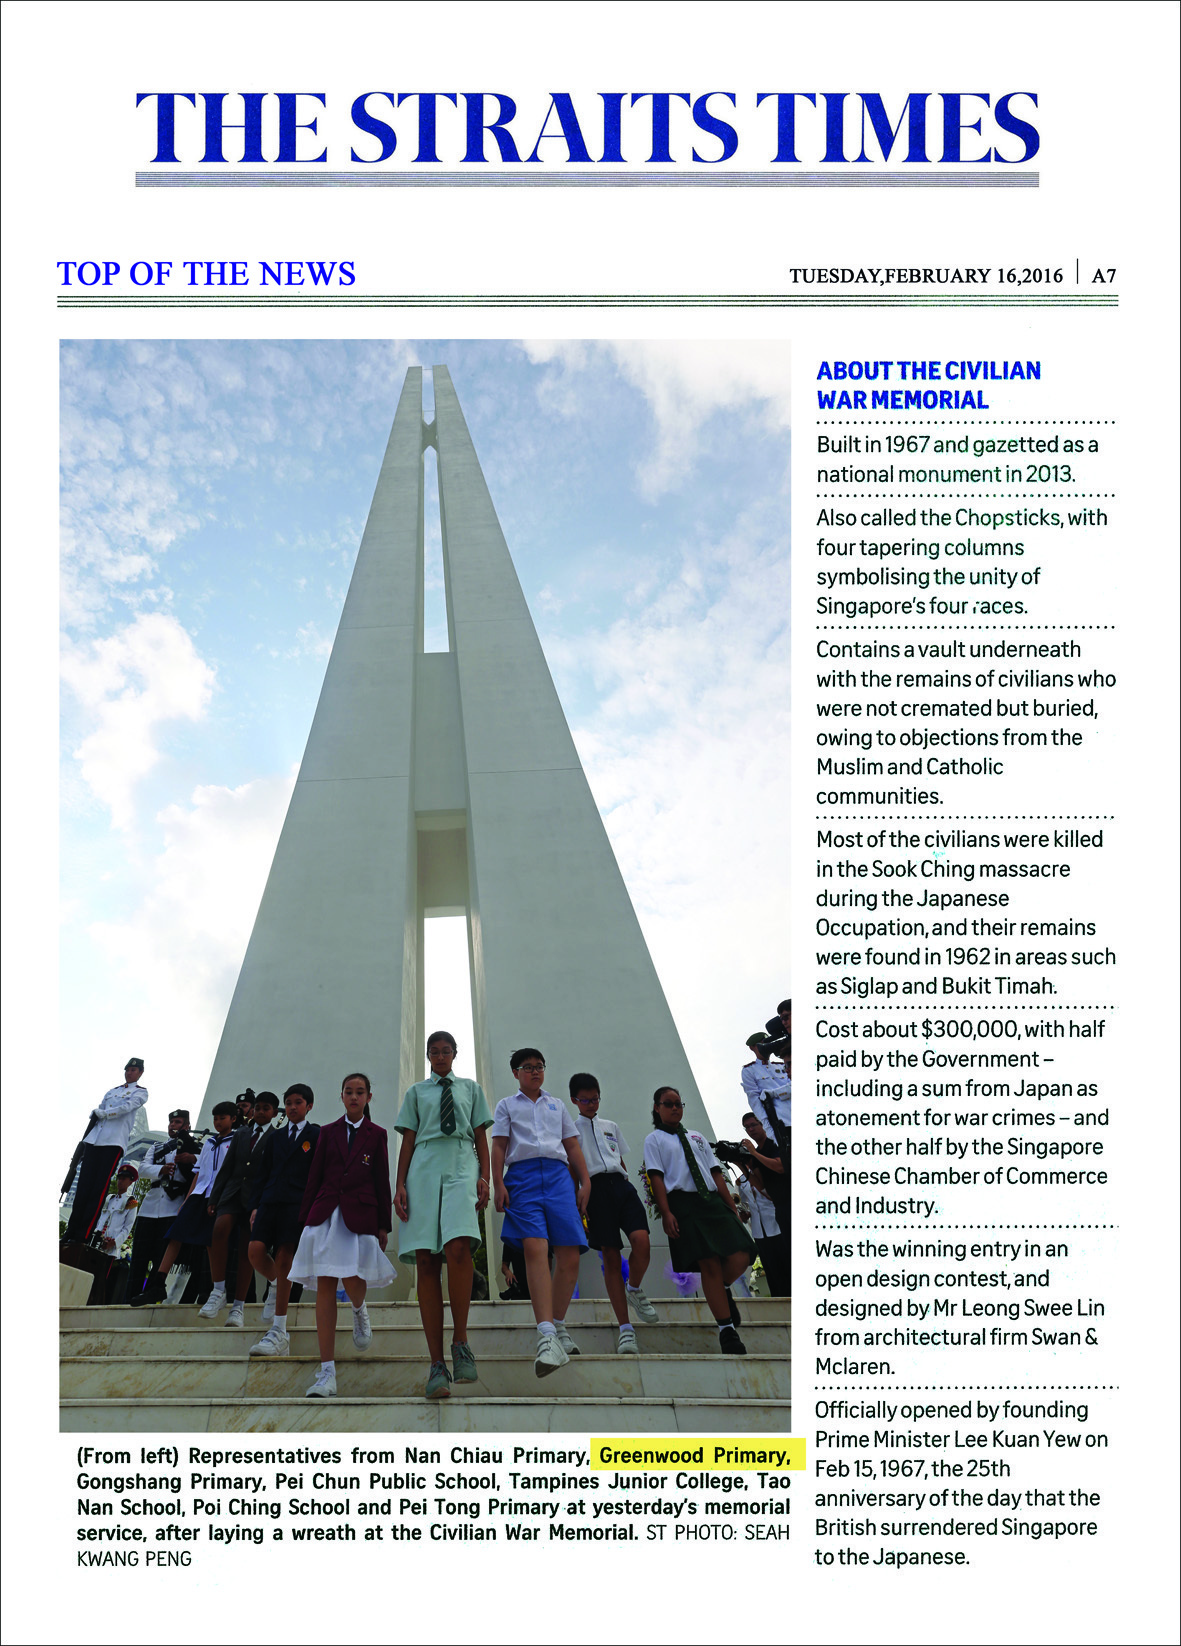 THE STRAITS TIMES
TOP OF THE NEWS
TUESDAY,FEBRUARY 16,2016 | A7
ABOUT THE CIVILIAN
WAR MEMORIAL
Built in 1967 and gazetted as a
national monument in 2013.
Also called the Chopsticks, with
four tapering columns
symbolising the unity of
Singapore's four races.
Contains a vault underneath
with the remains of civilians who
were not cremated but buried,
owing to objections from the
Muslim and Catholic
communities.
Most of the civilians were killed
in the Sook Ching massacre
during the Japanese
Occupation, and their remains
were found in 1962 in areas such
as Siglap and Bukit Timah.
Cost about $300,000, with half
paid by the Government –
including a sum from Japan as
atonement for war crimes – and
the other half by the Singapore
Chinese Chamber of Commerce
and Industry.
Was the winning entry in an
open design contest, and
designed by Mr Leong Swee Lin
from architectural firm Swan &
Mclaren.
Officially opened by founding
Prime Minister Lee Kuan Yew on
Feb 15, 1967, the 25th
anniversary of the day that the
British surrendered Singapore
to the Japanese.
(From left) Representatives from Nan Chiau Primary, Greenwood Primary,
Gongshang Primary, Pei Chun Public School, Tampines Junior College, Tao
Nan School, Poi Ching School and Pei Tong Primary at yesterday's memorial
service, after laying a wreath at the Civilian War Memorial. ST PHOTO: SEAH
KWANG PENG